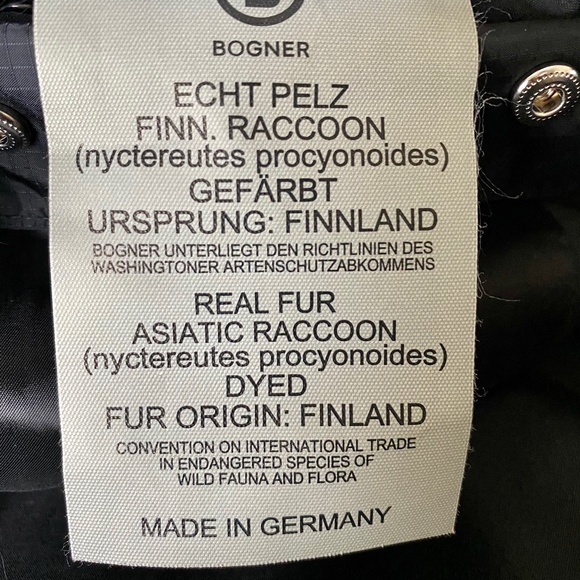 BOGNER
ECHT PELZ
FINN. RACCOON
(nyctereutes procyonoides)
GEFÄRBT
URSPRUNG: FINNLAND
BOGNER UNTERLIEGT DEN RICHTLINIEN DES
WASHINGTONER ARTENSCHUTZABKOMMENS
REAL FUR
ASIATIC RACCOON
(nyctereutes procyonoides)
DYED
FUR ORIGIN: FINLAND
CONVENTION ON INTERNATIONAL TRADE
IN ENDANGERED SPECIES OF
WILD FAUNA AND FLORA
MADE IN GERMANY